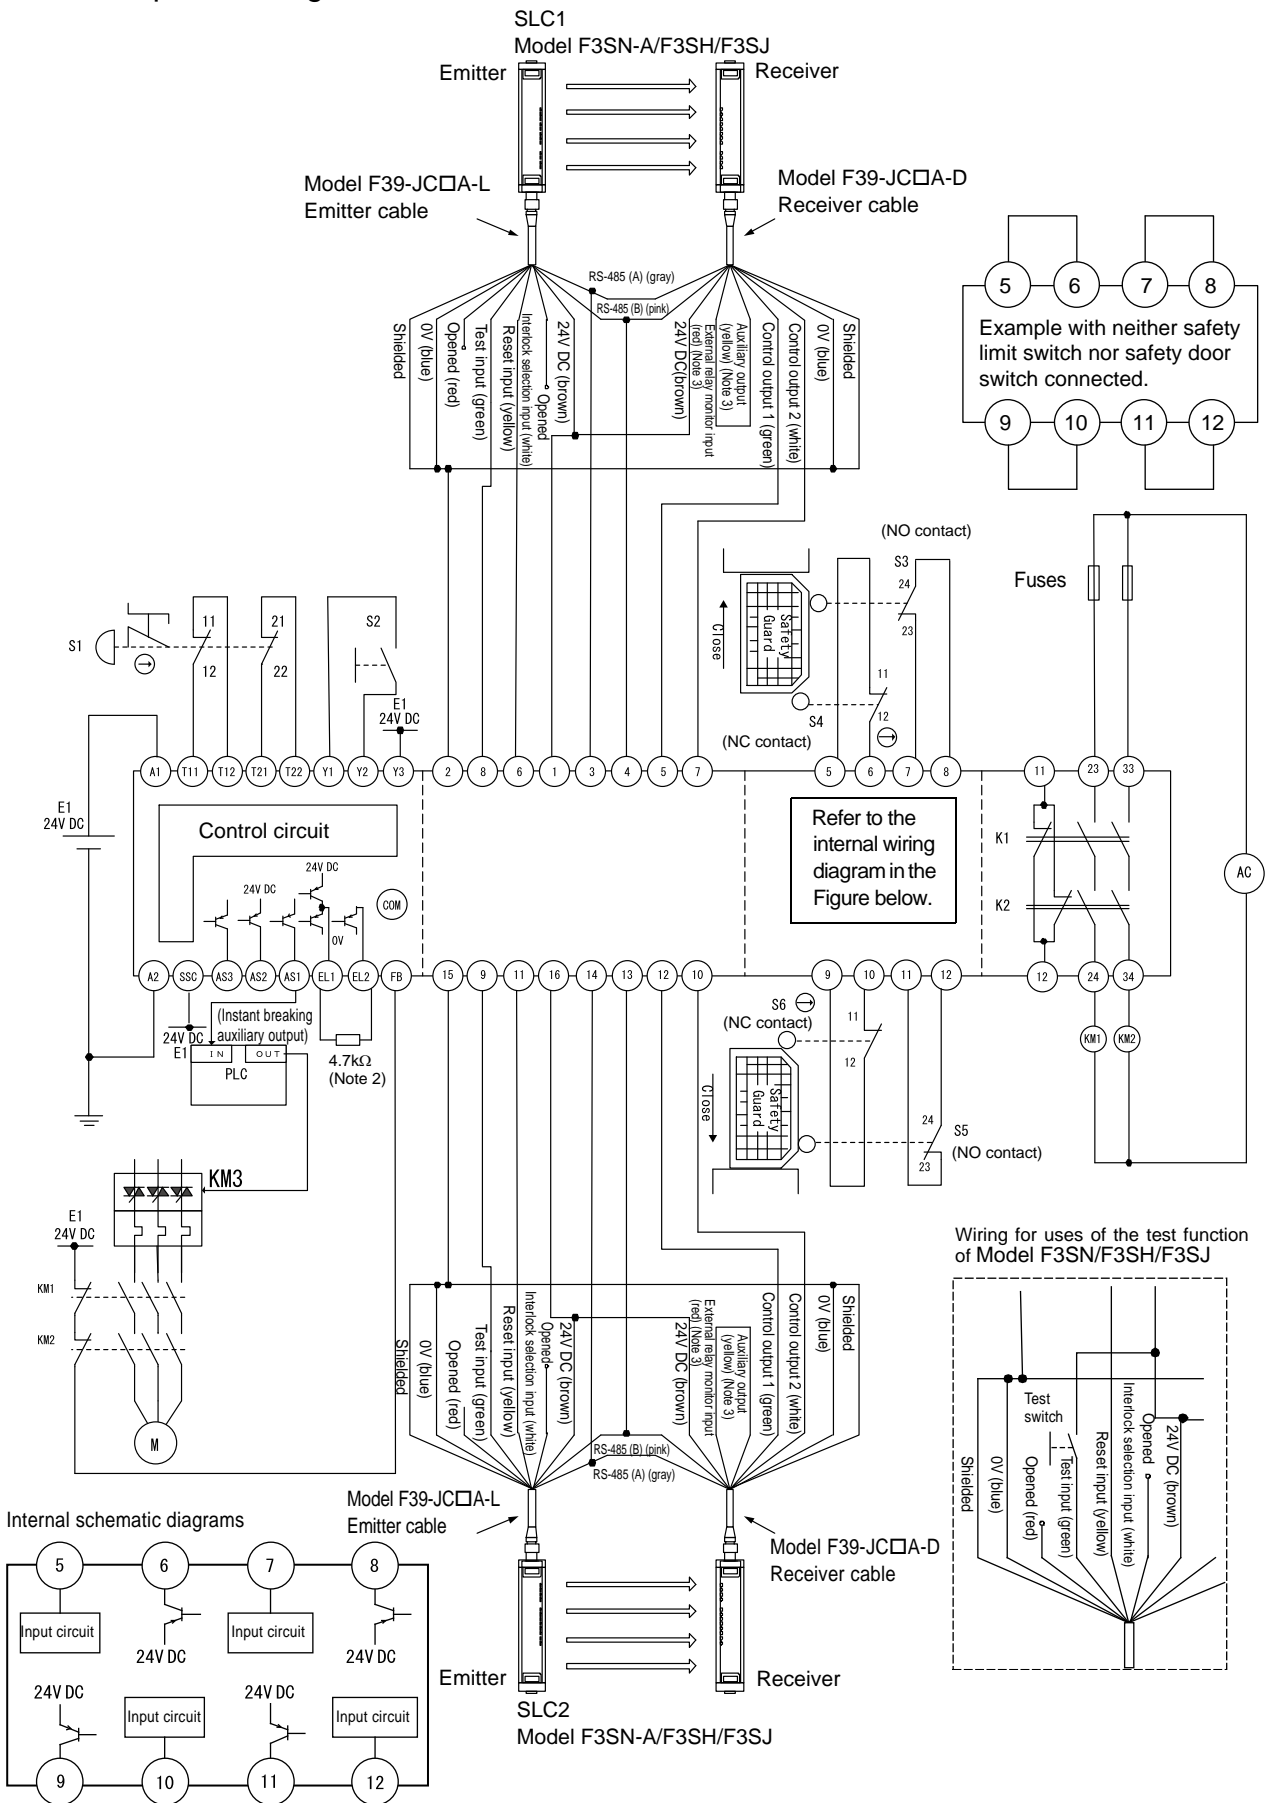 SLC1
Model F3SN-A/F3SH/F3SJ
Emitter
Receiver
Model F39-JC□A-L
Emitter cable
Model F39-JC□A-D
Receiver cable
RS-485 (A) (gray)
RS-485 (B) (pink)
Shielded
0V (blue)
Opened (red)
Test input (green)
Reset input (yellow)
Interlock selection input (white)
Opened
24V DC (brown)
24V DC(brown)
External relay monitor input
(red) (Note 3)
Auxiliary output
(yellow) (Note 3)
Control output 1 (green)
Control output 2 (white)
0V (blue)
Shielded
5 6 7 8
Example with neither safety
limit switch nor safety door
switch connected.
9 10 11 12
(NO contact)
S3
24
23
Safety
Guard
Close
11
12
S4
(NC contact)
Fuses
S1
11
12
21
22
S2
E1
24V DC
A1 T11 T12 T21 T22 Y1 Y2 Y3 2 8 6 1 3 4 5 7 5 6 7 8 11 23 33
E1
24V DC
Control circuit
24V DC
24V DC
0V
COM
Refer to the
internal wiring
diagram in the
Figure below.
K1
K2
AC
A2 SSC AS3 AS2 AS1 EL1 EL2 FB 15 9 11 16 14 13 12 10 9 10 11 12 12 24 34
24V DC
E1
(Instant breaking
auxiliary output)
IN OUT
PLC
4.7kΩ
(Note 2)
S6
(NC contact)
11
12
Safety
Guard
Close
24
23
S5
(NO contact)
KM1 KM2
KM3
E1
24V DC
KM1
KM2
M
Shielded
0V (blue)
Opened (red)
Test input (green)
Reset input (yellow)
Interlock selection input (white)
Opened
24V DC (brown)
24V DC (brown)
External relay monitor input
(red) (Note 3)
Auxiliary output
(yellow) (Note 3)
Control output 1 (green)
Control output 2 (white)
0V (blue)
Shielded
RS-485 (B) (pink)
RS-485 (A) (gray)
Model F39-JC□A-L
Emitter cable
Model F39-JC□A-D
Receiver cable
Emitter
Receiver
SLC2
Model F3SN-A/F3SH/F3SJ
Wiring for uses of the test function
of Model F3SN/F3SH/F3SJ
Test
switch
Shielded
0V (blue)
Opened (red)
Test input (green)
Reset input (yellow)
Interlock selection input (white)
Opened
24V DC (brown)
Internal schematic diagrams
5 6 7 8
Input circuit
24V DC
Input circuit
24V DC
24V DC
Input circuit
24V DC
Input circuit
9 10 11 12